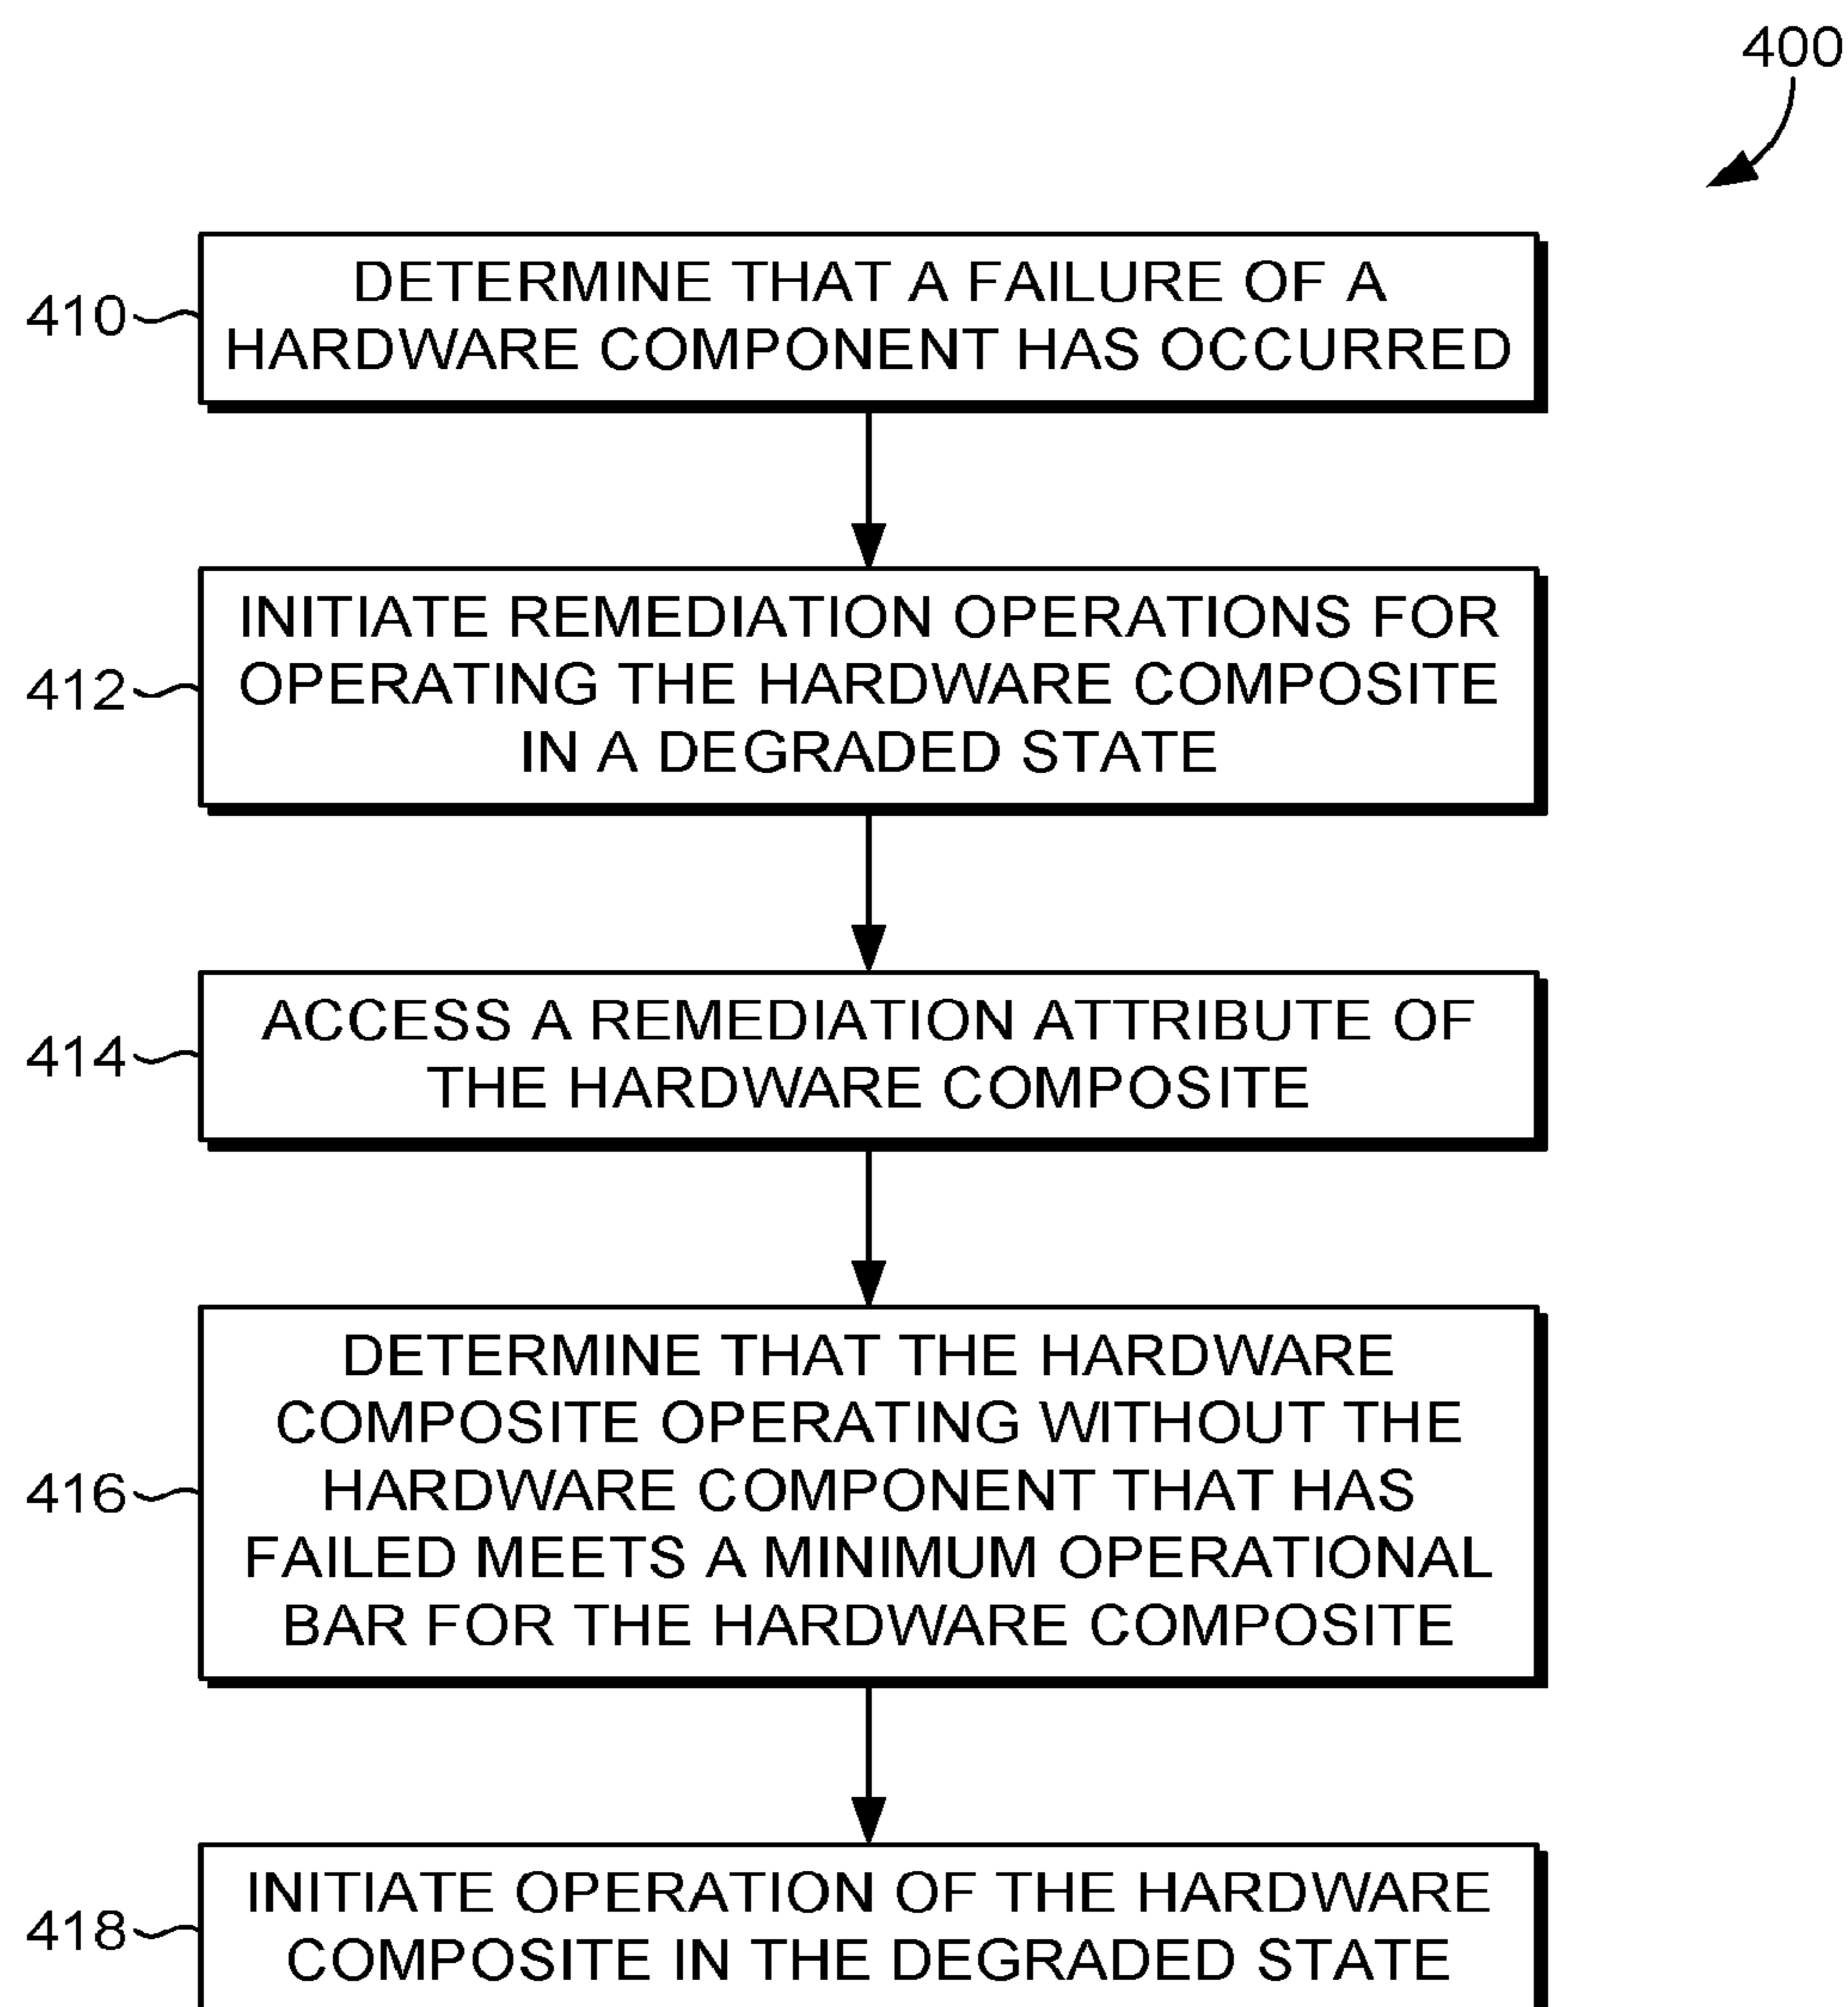 400
410
DETERMINE THAT A FAILURE OF A
HARDWARE COMPONENT HAS OCCURRED
412
INITIATE REMEDIATION OPERATIONS FOR
OPERATING THE HARDWARE COMPOSITE
IN A DEGRADED STATE
414
ACCESS A REMEDIATION ATTRIBUTE OF
THE HARDWARE COMPOSITE
416
DETERMINE THAT THE HARDWARE
COMPOSITE OPERATING WITHOUT THE
HARDWARE COMPONENT THAT HAS
FAILED MEETS A MINIMUM OPERATIONAL
BAR FOR THE HARDWARE COMPOSITE
418
INITIATE OPERATION OF THE HARDWARE
COMPOSITE IN THE DEGRADED STATE